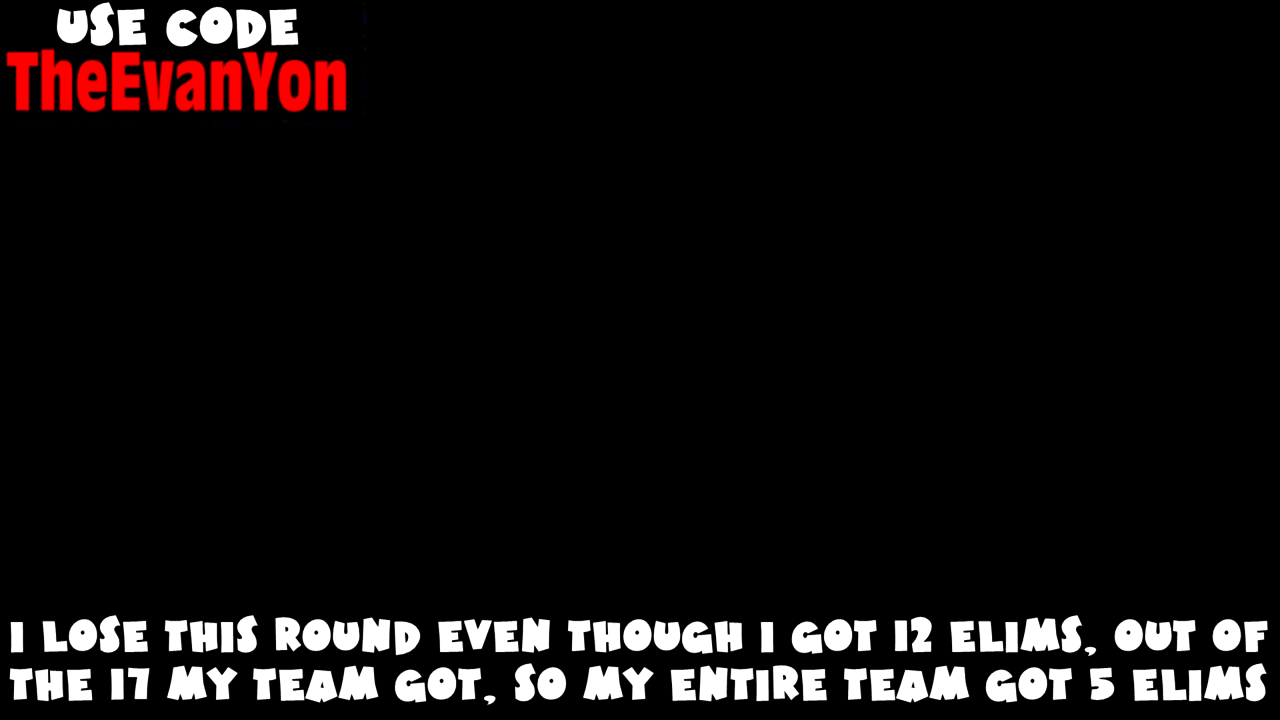 USE CODE
TheEvanYon
I LOSE THIS ROUND EVEN THOUGH I GOT 12 ELIMS, OUT OF
THE 17 MY TEAM GOT, SO MY ENTIRE TEAM GOT 5 ELIMS